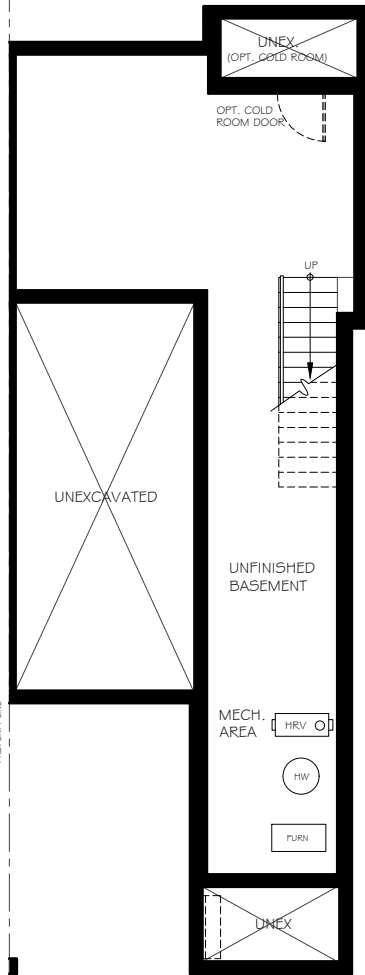 UNEX.
(OPT. COLD ROOM)
OPT. COLD
ROOM DOOR
UP
UNEXCAVATED
UNFINISHED
BASEMENT
MECH.
AREA
HRV
HW
FURN
UNEX